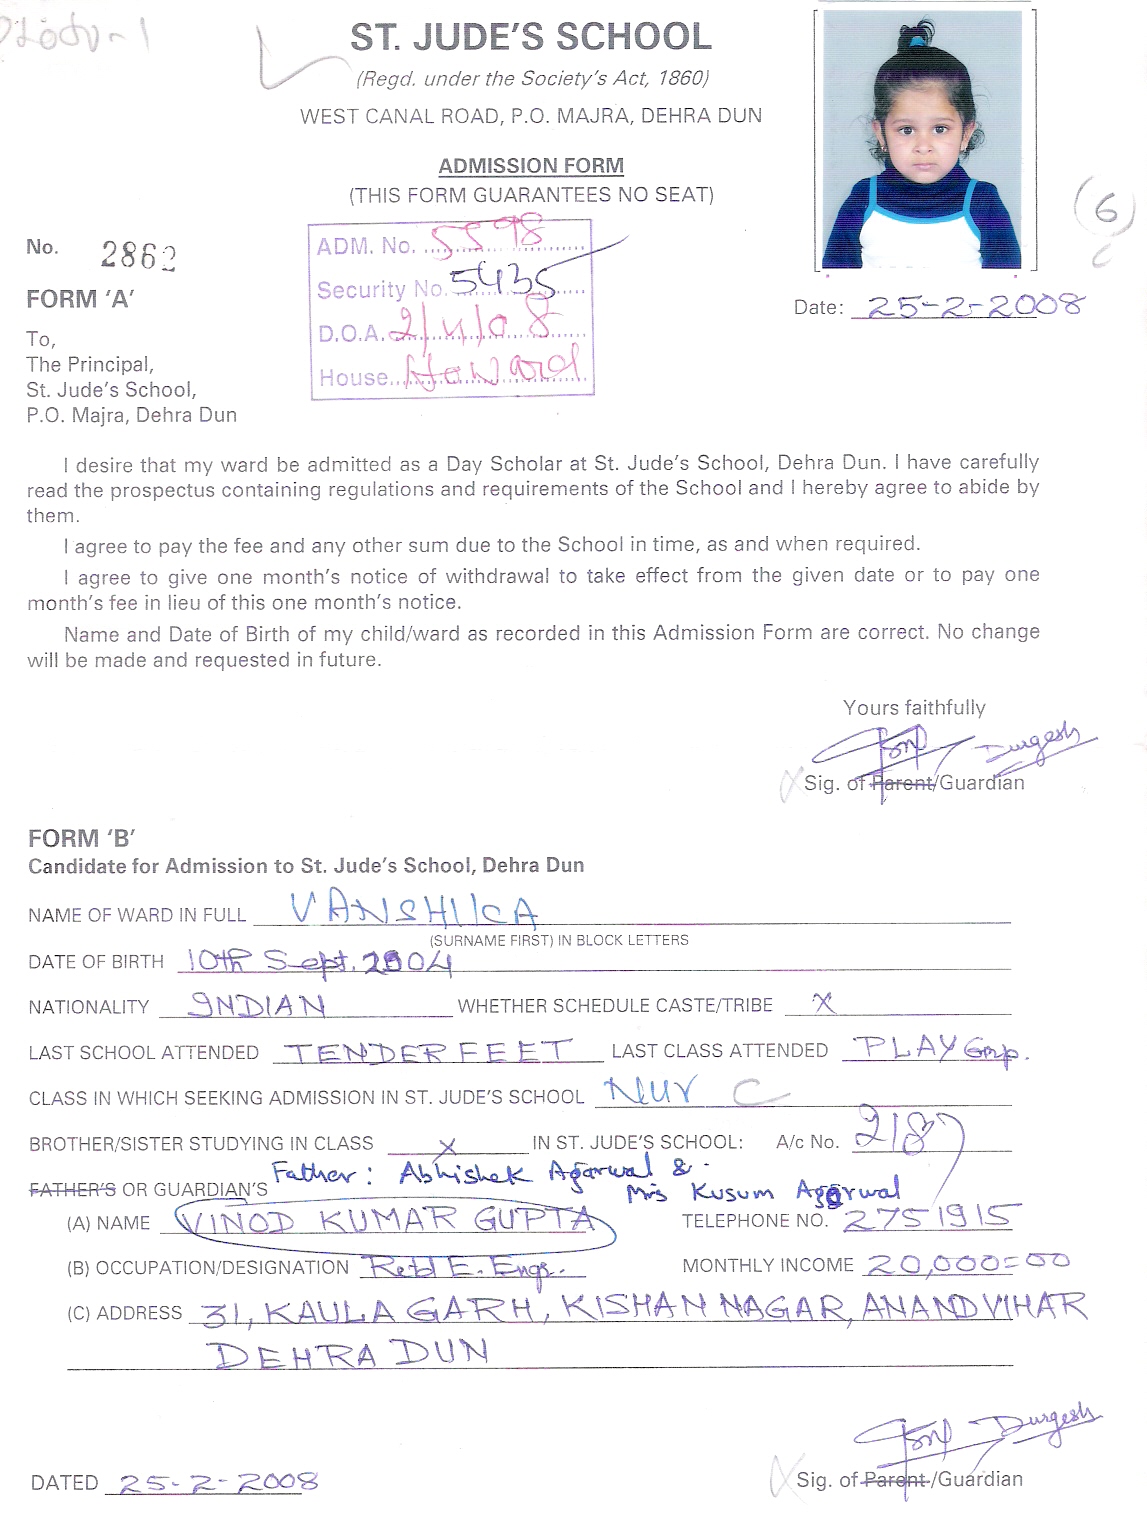 ST. JUDE'S SCHOOL
(Regd. under the Society's Act, 1860)
WEST CANAL ROAD, P.O. MAJRA, DEHRA DUN
ADMISSION FORM
(THIS FORM GUARANTEES NO SEAT)
(6)
No. 2862
ADM. No. 5598
Security No. 5435
D.O.A. 2/4/08
House Howard
Date: 25-2-2008
FORM 'A'
To,
The Principal,
St. Jude's School,
P.O. Majra, Dehra Dun
I desire that my ward be admitted as a Day Scholar at St. Jude's School, Dehra Dun. I have carefully
read the prospectus containing regulations and requirements of the School and I hereby agree to abide by
them.
I agree to pay the fee and any other sum due to the School in time, as and when required.
I agree to give one month's notice of withdrawal to take effect from the given date or to pay one
month's fee in lieu of this one month's notice.
Name and Date of Birth of my child/ward as recorded in this Admission Form are correct. No change
will be made and requested in future.
Yours faithfully
Durgesh
Sig. of Parent/Guardian
FORM 'B'
Candidate for Admission to St. Jude's School, Dehra Dun
NAME OF WARD IN FULL VANSHIKA
(SURNAME FIRST) IN BLOCK LETTERS
DATE OF BIRTH 10th Sept. 2004
NATIONALITY INDIAN WHETHER SCHEDULE CASTE/TRIBE X
LAST SCHOOL ATTENDED TENDER FEET LAST CLASS ATTENDED PLAY Grp.
CLASS IN WHICH SEEKING ADMISSION IN ST. JUDE'S SCHOOL NUR C
BROTHER/SISTER STUDYING IN CLASS X IN ST. JUDE'S SCHOOL: A/c No. 2187
Father: Abhishek Agarwal &
FATHER'S OR GUARDIAN'S Mrs Kusum Agarwal
(A) NAME VINOD KUMAR GUPTA TELEPHONE NO. 2751915
(B) OCCUPATION/DESIGNATION Retd E. Engr. MONTHLY INCOME 20,000=00
(C) ADDRESS 31, KAULAGARH, KISHAN NAGAR, ANAND VIHAR
DEHRA DUN
Durgesh
DATED 25-2-2008 Sig. of Parent/Guardian